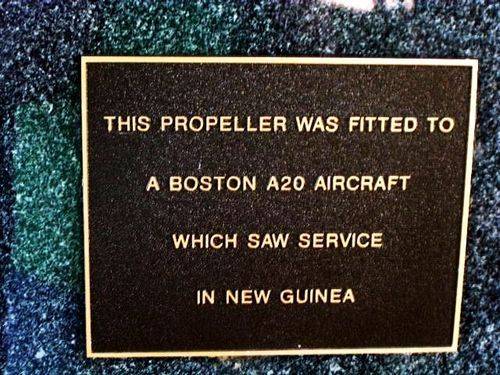 THIS PROPELLER WAS FITTED TO
A BOSTON A20 AIRCRAFT
WHICH SAW SERVICE
IN NEW GUINEA